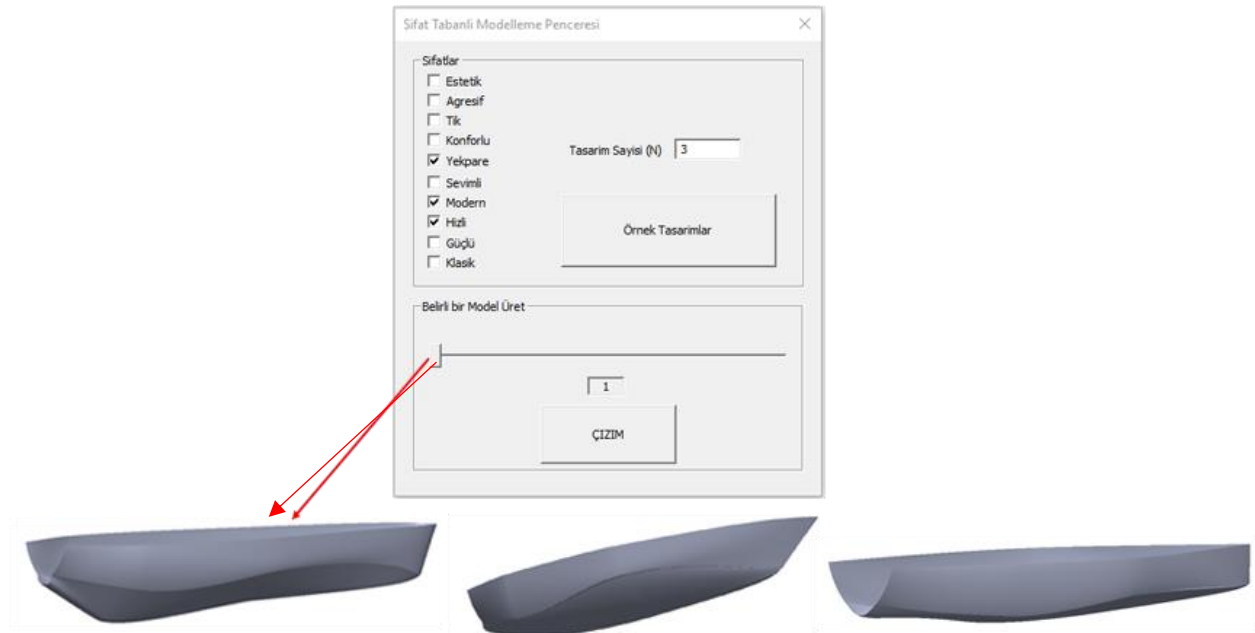 Sifat Tabanli Modelleme Penceresi
Sifatlar
Estetik
Agresif
Tik
Konforlu
Yekpare
Sevimli
Modern
Hizli
Güçlü
Klasik
Tasarim Sayisi (N) 3
Örnek Tasarimlar
Belirli bir Model Üret
1
ÇIZIM